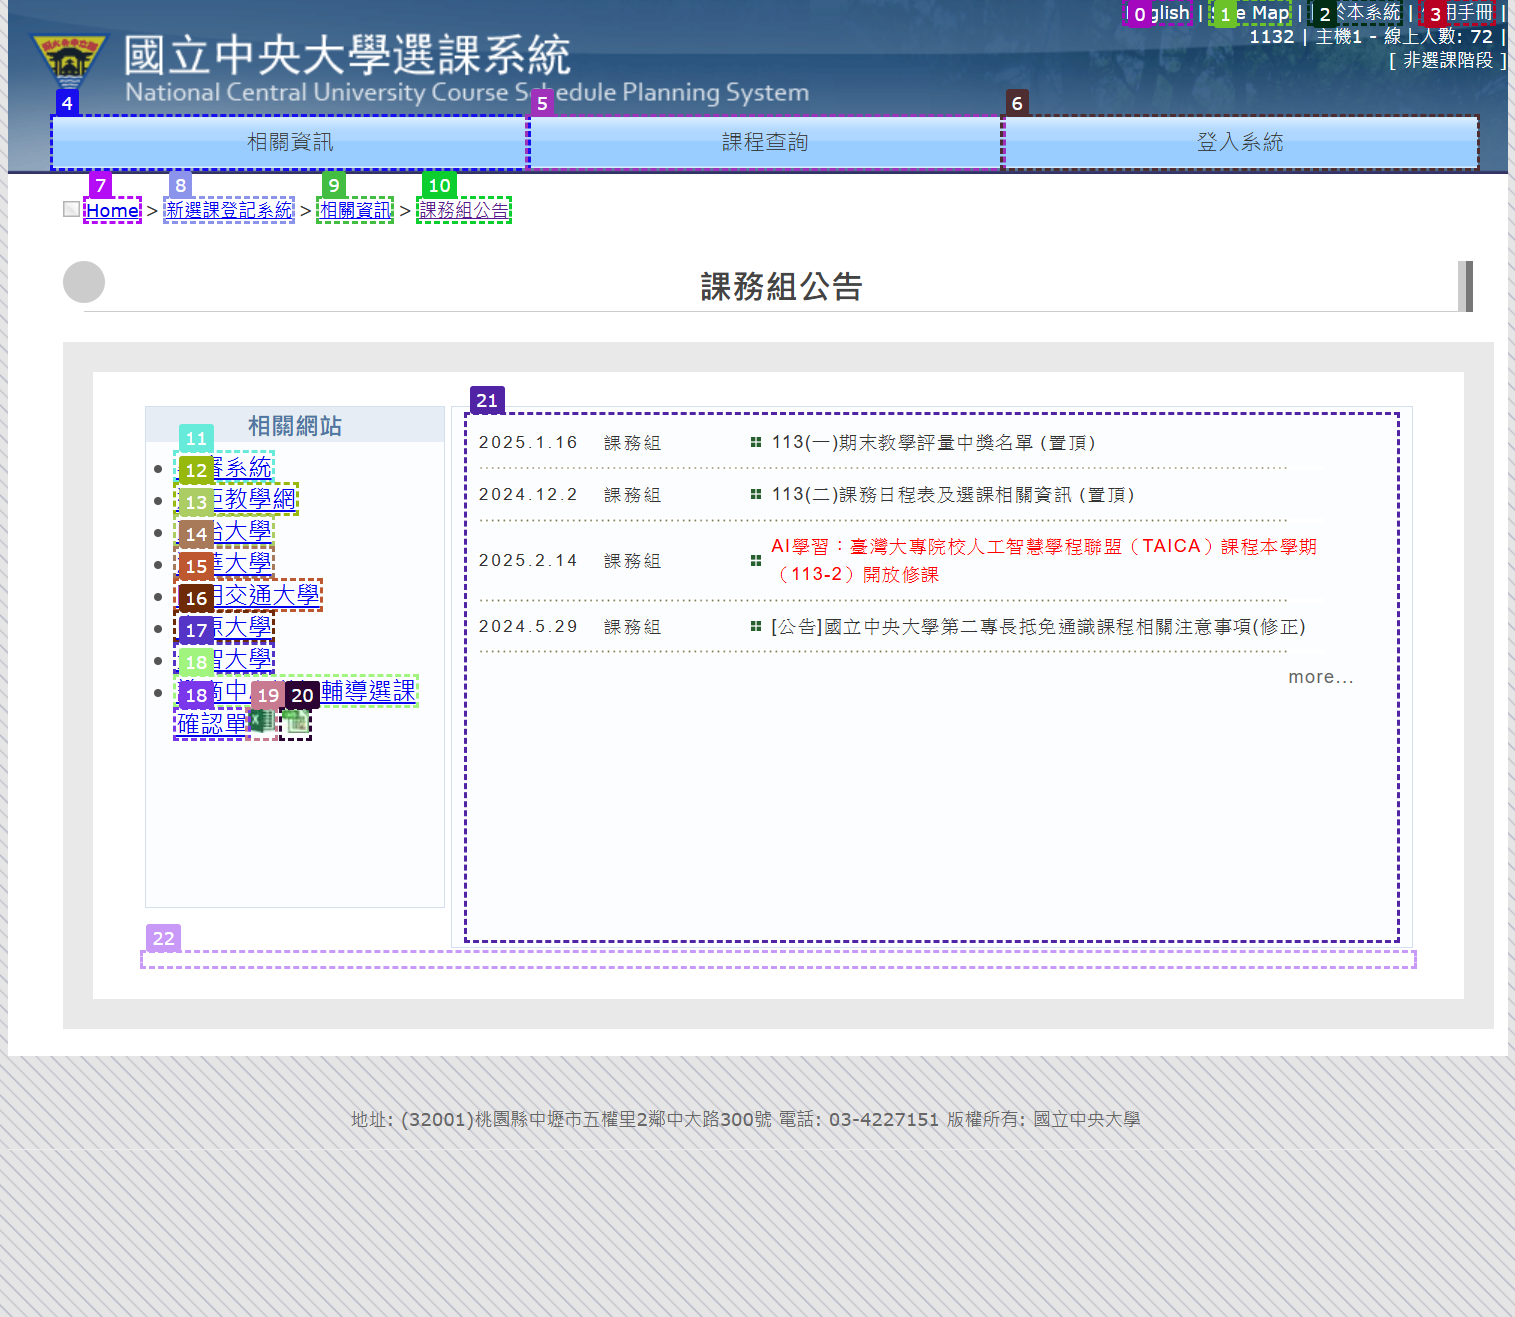 English | Site Map | 於本系統 | 用手冊 |
1132 | 主機1 - 線上人數: 72 |
[ 非選課階段 ]
國立中央大學選課系統
National Central University Course Schedule Planning System
0
1
2
3
4
5
6
相關資訊
課程查詢
登入系統
7
8
9
10
Home > 新選課登記系統 > 相關資訊 > 課務組公告
課務組公告
相關網站
11
系統
12
教學網
13
大學
14
大學
15
交通大學
16
大學
17
大學
18
輔導選課
18
19
20
確認單
21
2025.1.16 課務組 113(一)期末教學評量中獎名單 (置頂)
2024.12.2 課務組 113(二)課務日程表及選課相關資訊 (置頂)
2025.2.14 課務組 AI學習：臺灣大專院校人工智慧學程聯盟（TAICA）課程本學期
（113-2）開放修課
2024.5.29 課務組 [公告]國立中央大學第二專長抵免通識課程相關注意事項(修正)
more...
22
地址: (32001)桃園縣中壢市五權里2鄰中大路300號 電話: 03-4227151 版權所有: 國立中央大學